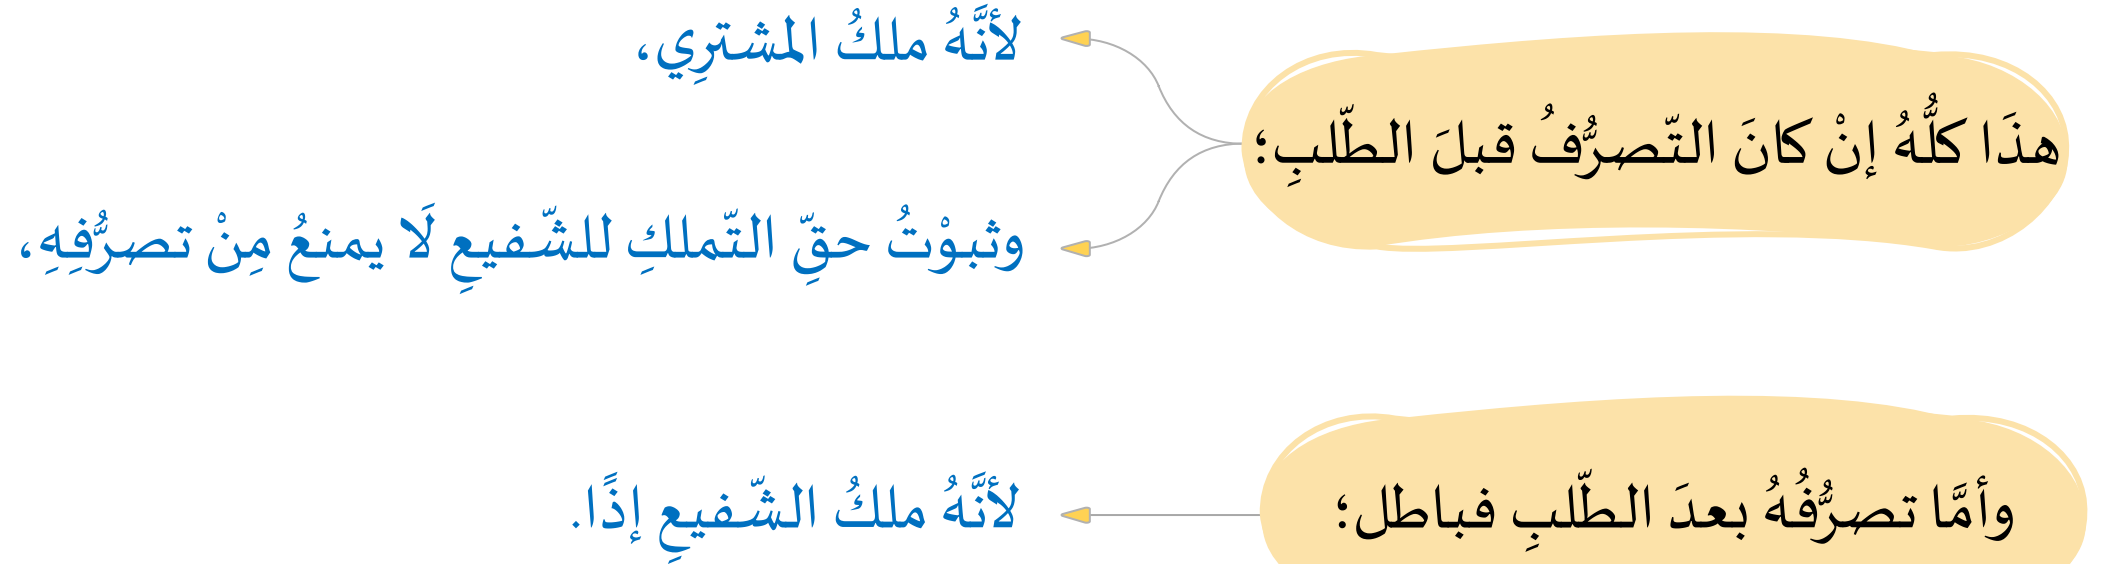 هذَا كلُّهُ إنْ كانَ التّصرُّفُ قبلَ الطّلبِ؛
لأنَّهُ ملكُ المشترِي،
وثبوْتُ حقِّ التّملكِ للشّفيعِ لَا يمنعُ مِنْ تصرُّفِهِ،
وأمَّا تصرُّفُهُ بعدَ الطّلبِ فباطل؛
لأنَّهُ ملكُ الشّفيعِ إذًا.